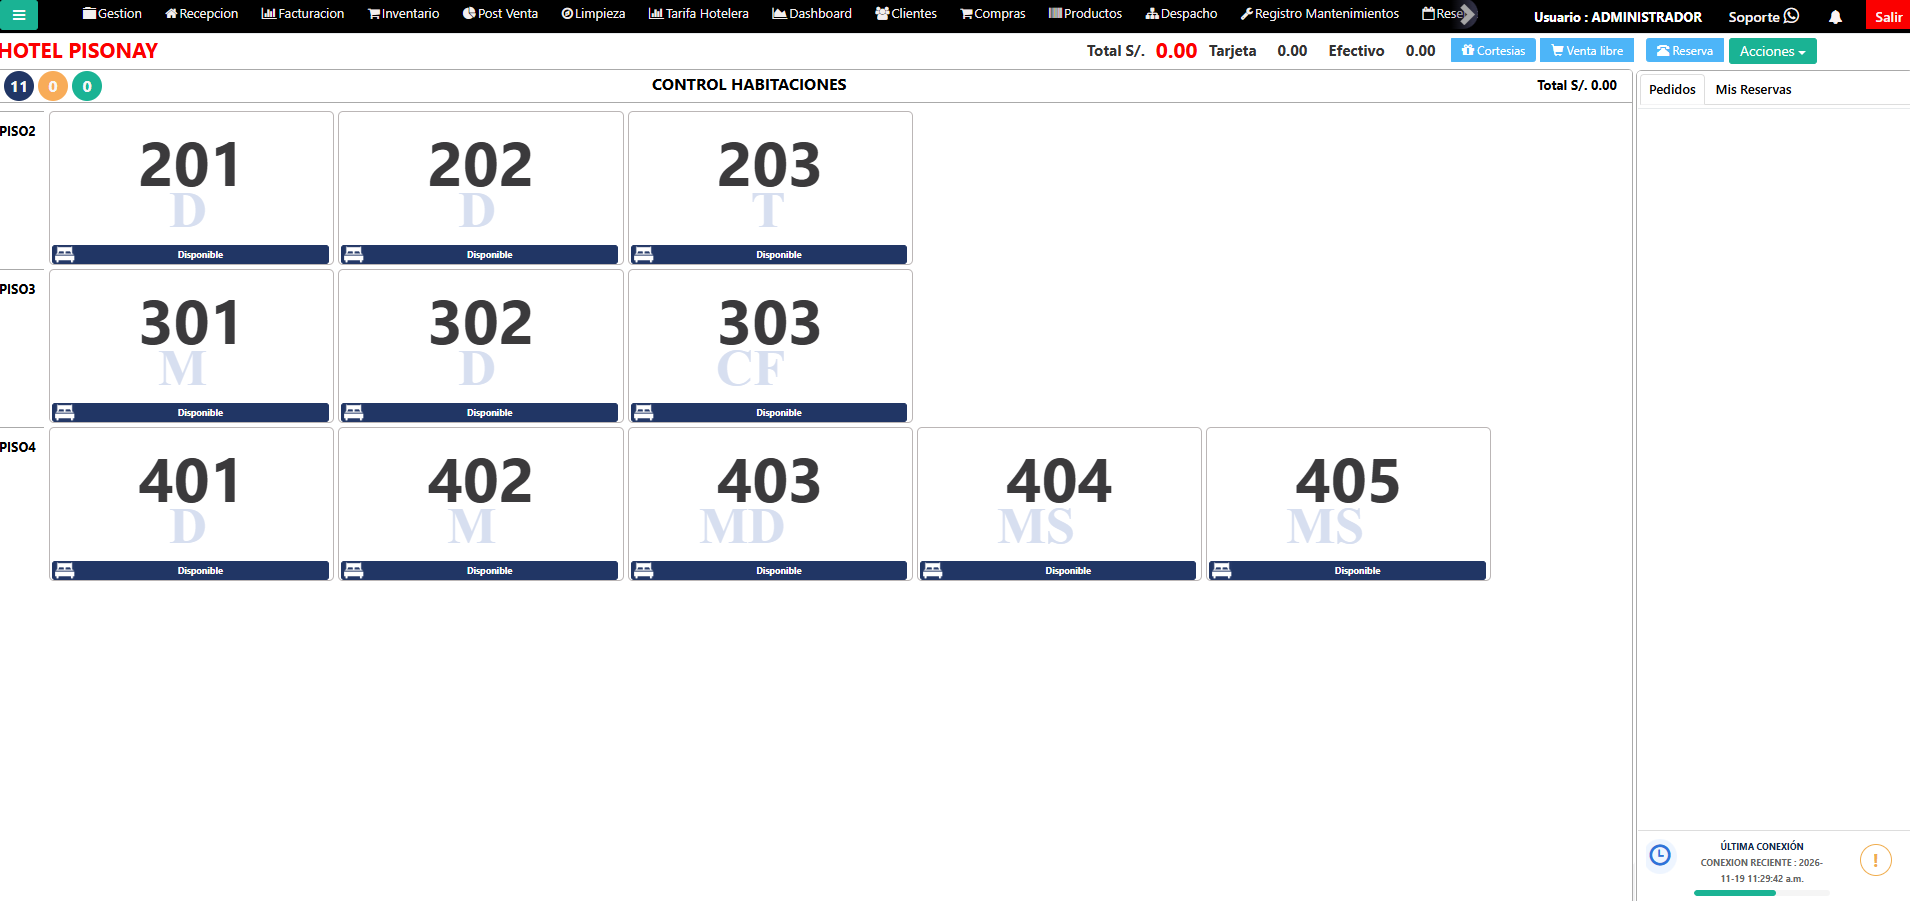 Gestion Recepcion Facturacion Inventario Post Venta Limpieza Tarifa Hotelera Dashboard Clientes Compras Productos Despacho Registro Mantenimientos Rese Usuario : ADMINISTRADOR Soporte Salir
HOTEL PISONAY Total S/. 0.00 Tarjeta 0.00 Efectivo 0.00 Cortesias Venta libre Reserva Acciones
11 0 0 CONTROL HABITACIONES Total S/. 0.00
Pedidos Mis Reservas
PISO2
201 202 203
D D T
Disponible Disponible Disponible
PISO3
301 302 303
M D CF
Disponible Disponible Disponible
PISO4
401 402 403 404 405
D M MD MS MS
Disponible Disponible Disponible Disponible Disponible
ÚLTIMA CONEXIÓN
CONEXION RECIENTE : 2026-
11-19 11:29:42 a.m.